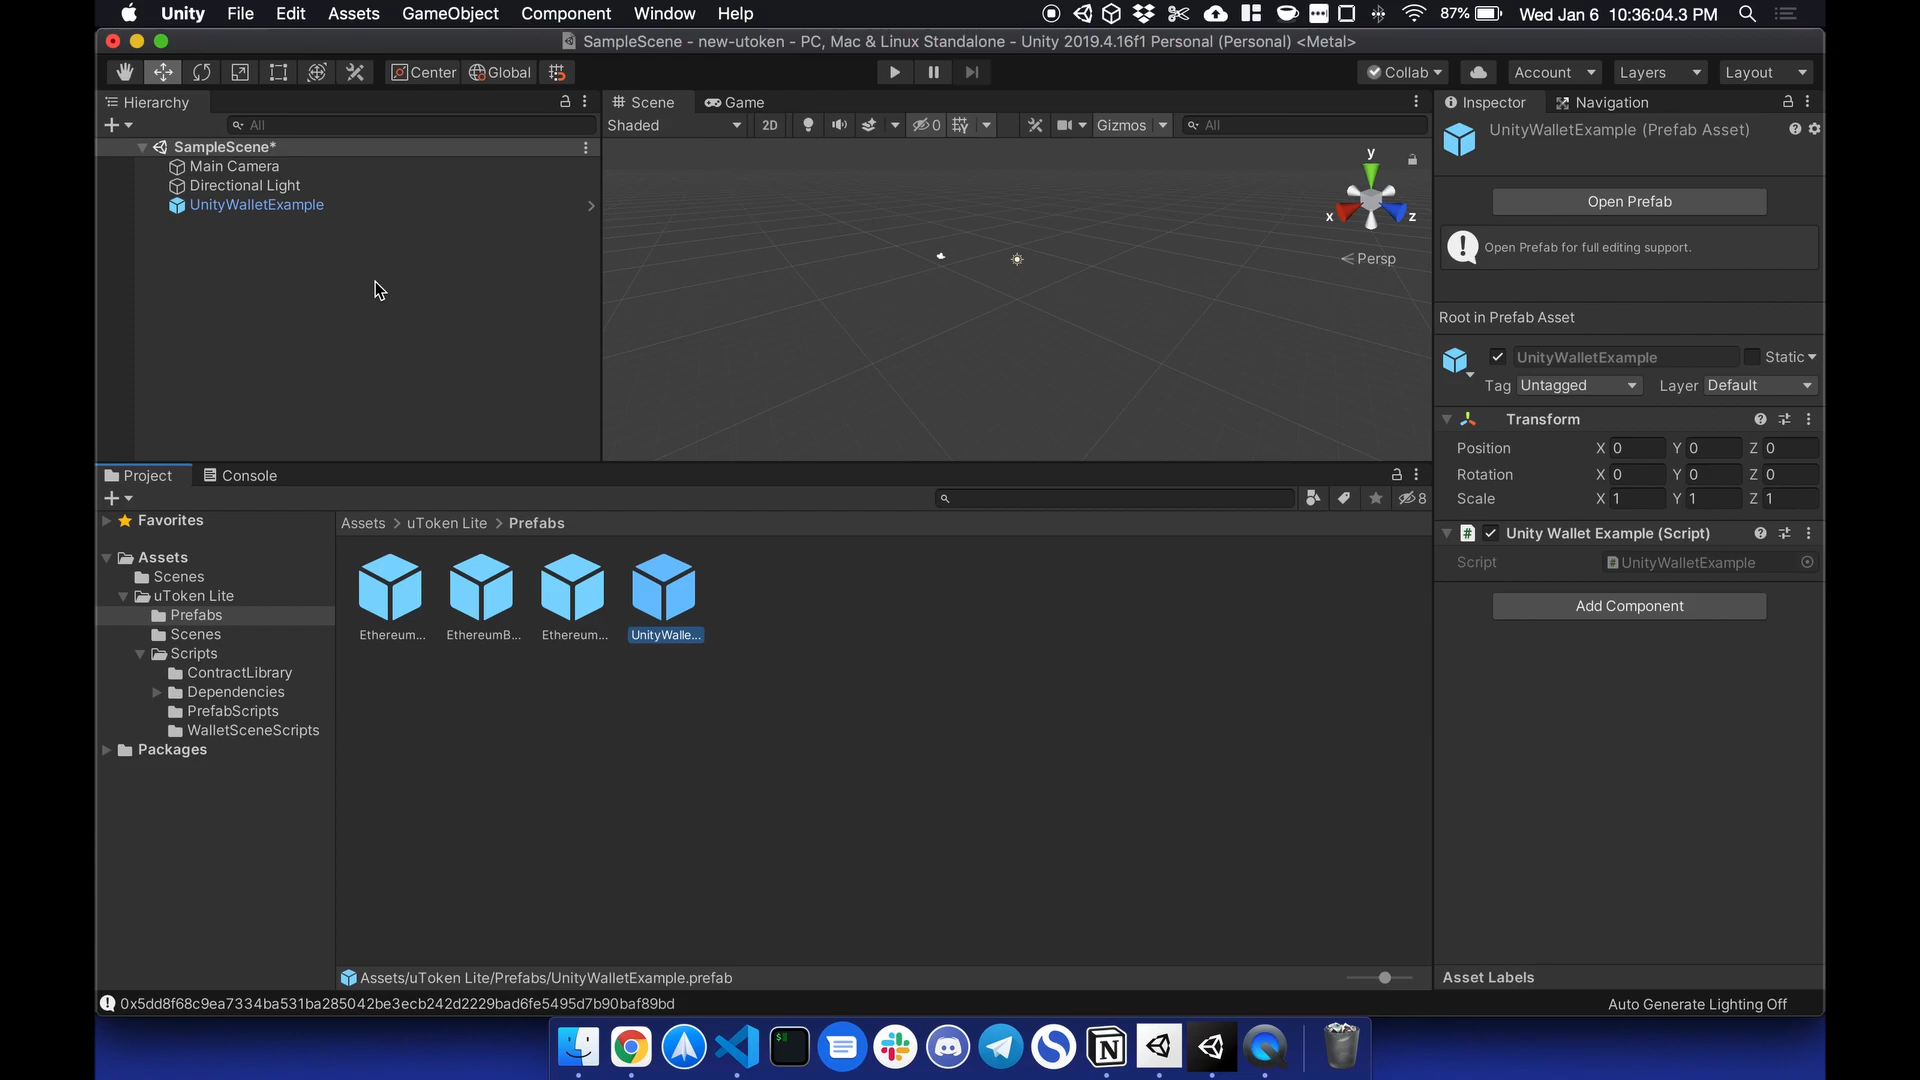 Unity File Edit Assets GameObject Component Window Help 87% Wed Jan 6 10:36:04.3 PM
SampleScene - new-utoken - PC, Mac & Linux Standalone - Unity 2019.4.16f1 Personal (Personal) <Metal>
Center Global Collab Account Layers Layout
Hierarchy
All
SampleScene*
Main Camera
Directional Light
UnityWalletExample
Scene Game
Shaded 2D 0 Gizmos All
y
x z
Persp
Inspector Navigation
UnityWalletExample (Prefab Asset)
Open Prefab
Open Prefab for full editing support.
Root in Prefab Asset
UnityWalletExample Static
Tag Untagged Layer Default
Transform
Position X 0 Y 0 Z 0
Rotation X 0 Y 0 Z 0
Scale X 1 Y 1 Z 1
# Unity Wallet Example (Script)
Script # UnityWalletExample
Add Component
Asset Labels
Project Console
8
Favorites
Assets
Scenes
uToken Lite
Prefabs
Scenes
Scripts
ContractLibrary
Dependencies
PrefabScripts
WalletSceneScripts
Packages
Assets > uToken Lite > Prefabs
Ethereum... EthereumB... Ethereum... UnityWalle...
Assets/uToken Lite/Prefabs/UnityWalletExample.prefab
0x5dd8f68c9ea7334ba531ba285042be3ecb242d2229bad6fe5495d7b90baf89bd
Auto Generate Lighting Off